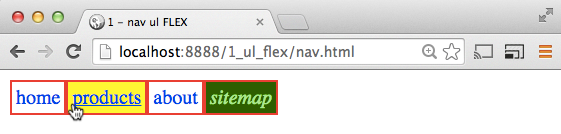 1 - nav ul FLEX
localhost:8888/1_ul_flex/nav.html
home products about sitemap